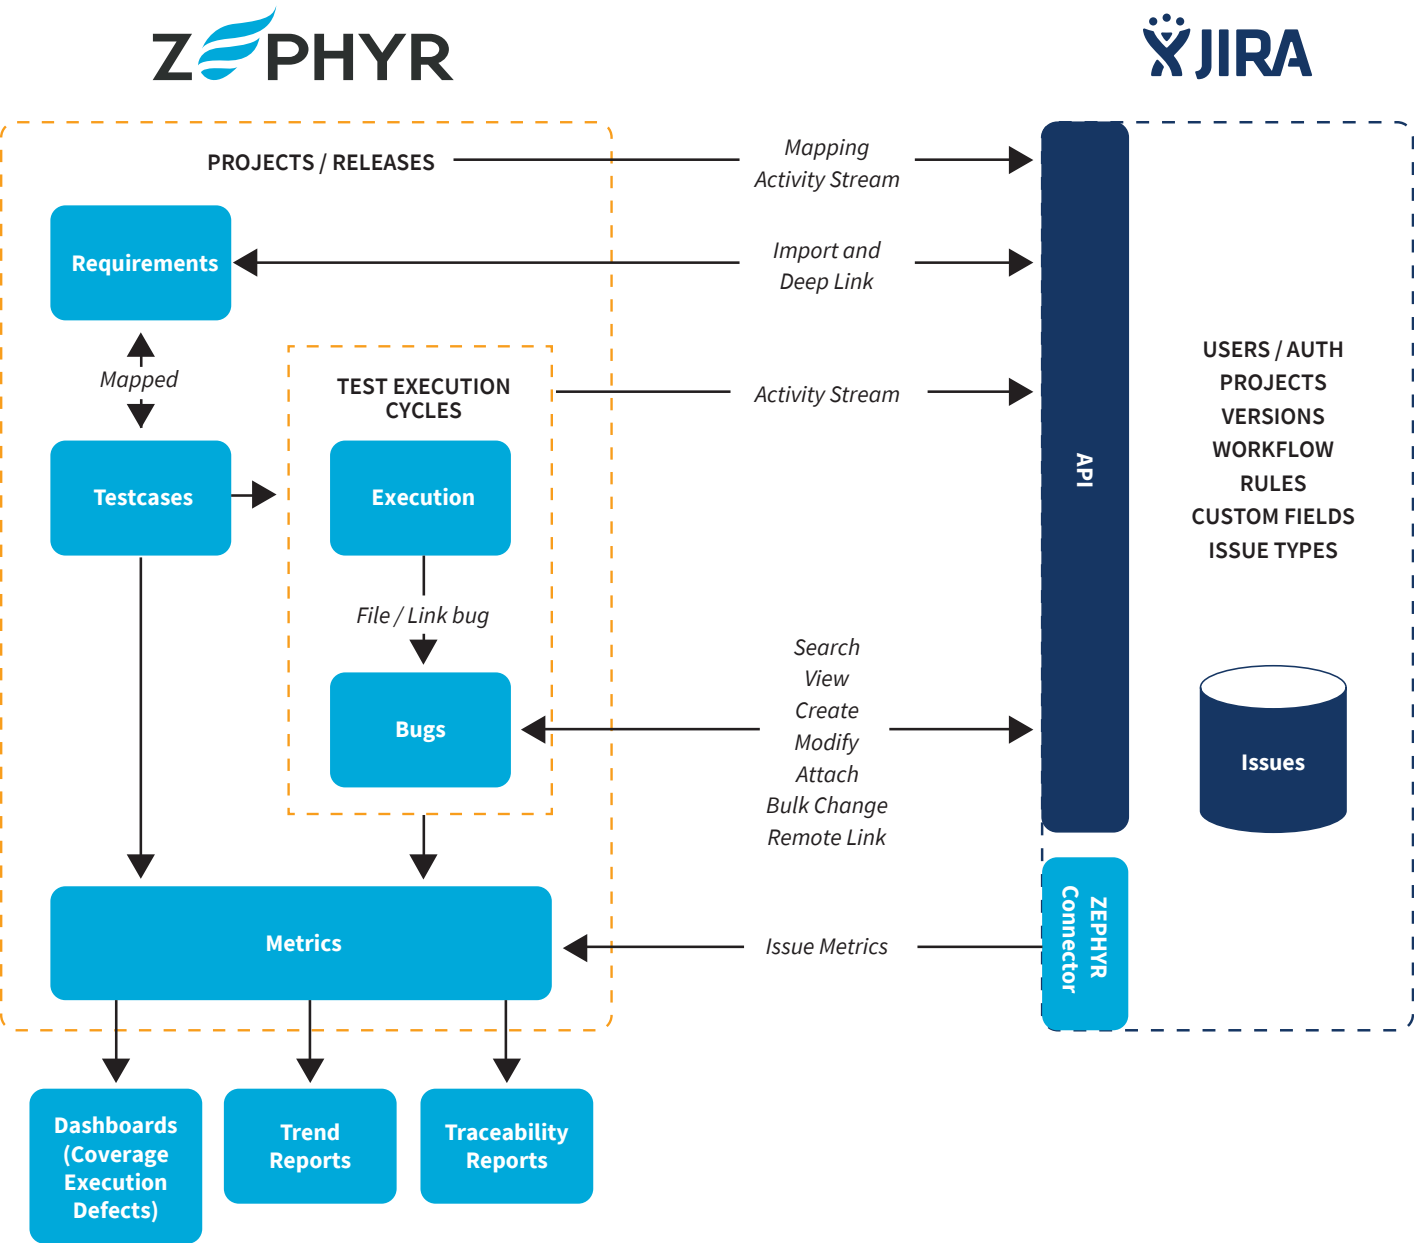 ZEPHYR
JIRA
PROJECTS / RELEASES
Mapping
Activity Stream
Requirements
Import and
Deep Link
Mapped
TEST EXECUTION
CYCLES
Activity Stream
Testcases
Execution
File / Link bug
Bugs
Search
View
Create
Modify
Attach
Bulk Change
Remote Link
API
USERS / AUTH
PROJECTS
VERSIONS
WORKFLOW
RULES
CUSTOM FIELDS
ISSUE TYPES
Issues
Metrics
Issue Metrics
ZEPHYR
Connector
Dashboards
(Coverage
Execution
Defects)
Trend
Reports
Traceability
Reports